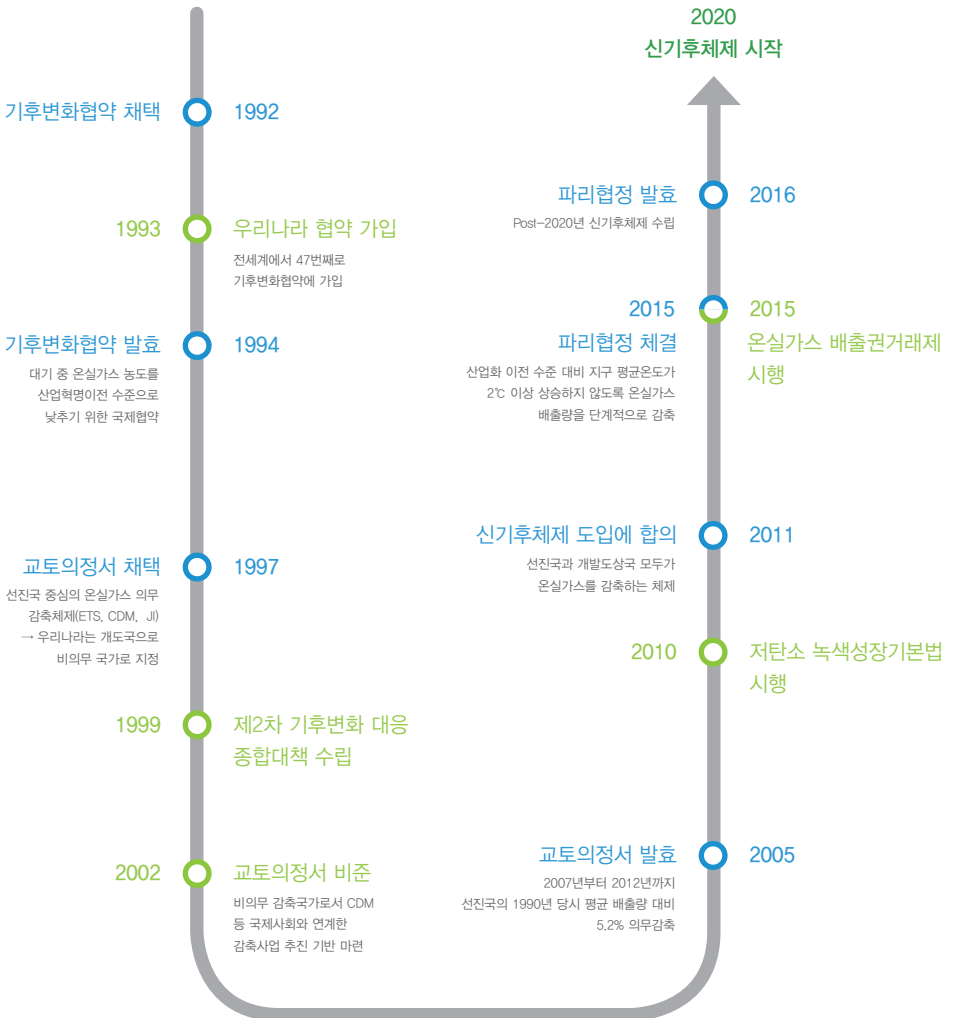 기후변화협약 채택
1992
1993
우리나라 협약 가입
전세계에서 47번째로
기후변화협약에 가입
기후변화협약 발효
1994
대기 중 온실가스 농도를
산업혁명이전 수준으로
낮추기 위한 국제협약
교토의정서 채택
1997
선진국 중심의 온실가스 의무
감축체제(ETS, CDM, JI)
→ 우리나라는 개도국으로
비의무 국가로 지정
1999
제2차 기후변화 대응
종합대책 수립
2002
교토의정서 비준
비의무 감축국가로서 CDM
등 국제사회와 연계한
감축사업 추진 기반 마련
교토의정서 발효
2005
2007년부터 2012년까지
선진국의 1990년 당시 평균 배출량 대비
5.2% 의무감축
2010
저탄소 녹색성장기본법
시행
신기후체제 도입에 합의
2011
선진국과 개발도상국 모두가
온실가스를 감축하는 체제
2015
파리협정 체결
산업화 이전 수준 대비 지구 평균온도가
2℃ 이상 상승하지 않도록 온실가스
배출량을 단계적으로 감축
2015
온실가스 배출권거래제
시행
파리협정 발효
2016
Post-2020년 신기후체제 수립
2020
신기후체제 시작